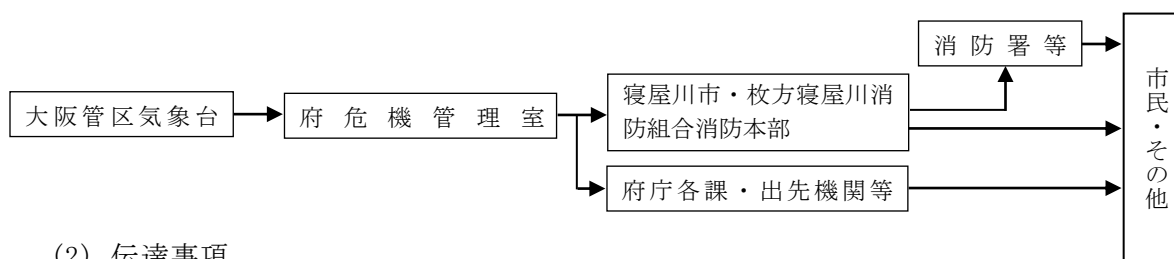 消防署等
大阪管区気象台
府危機管理室
寝屋川市・枚方寝屋川消
防組合消防本部
府庁各課・出先機関等
市民・その他
(2) 伝達事項